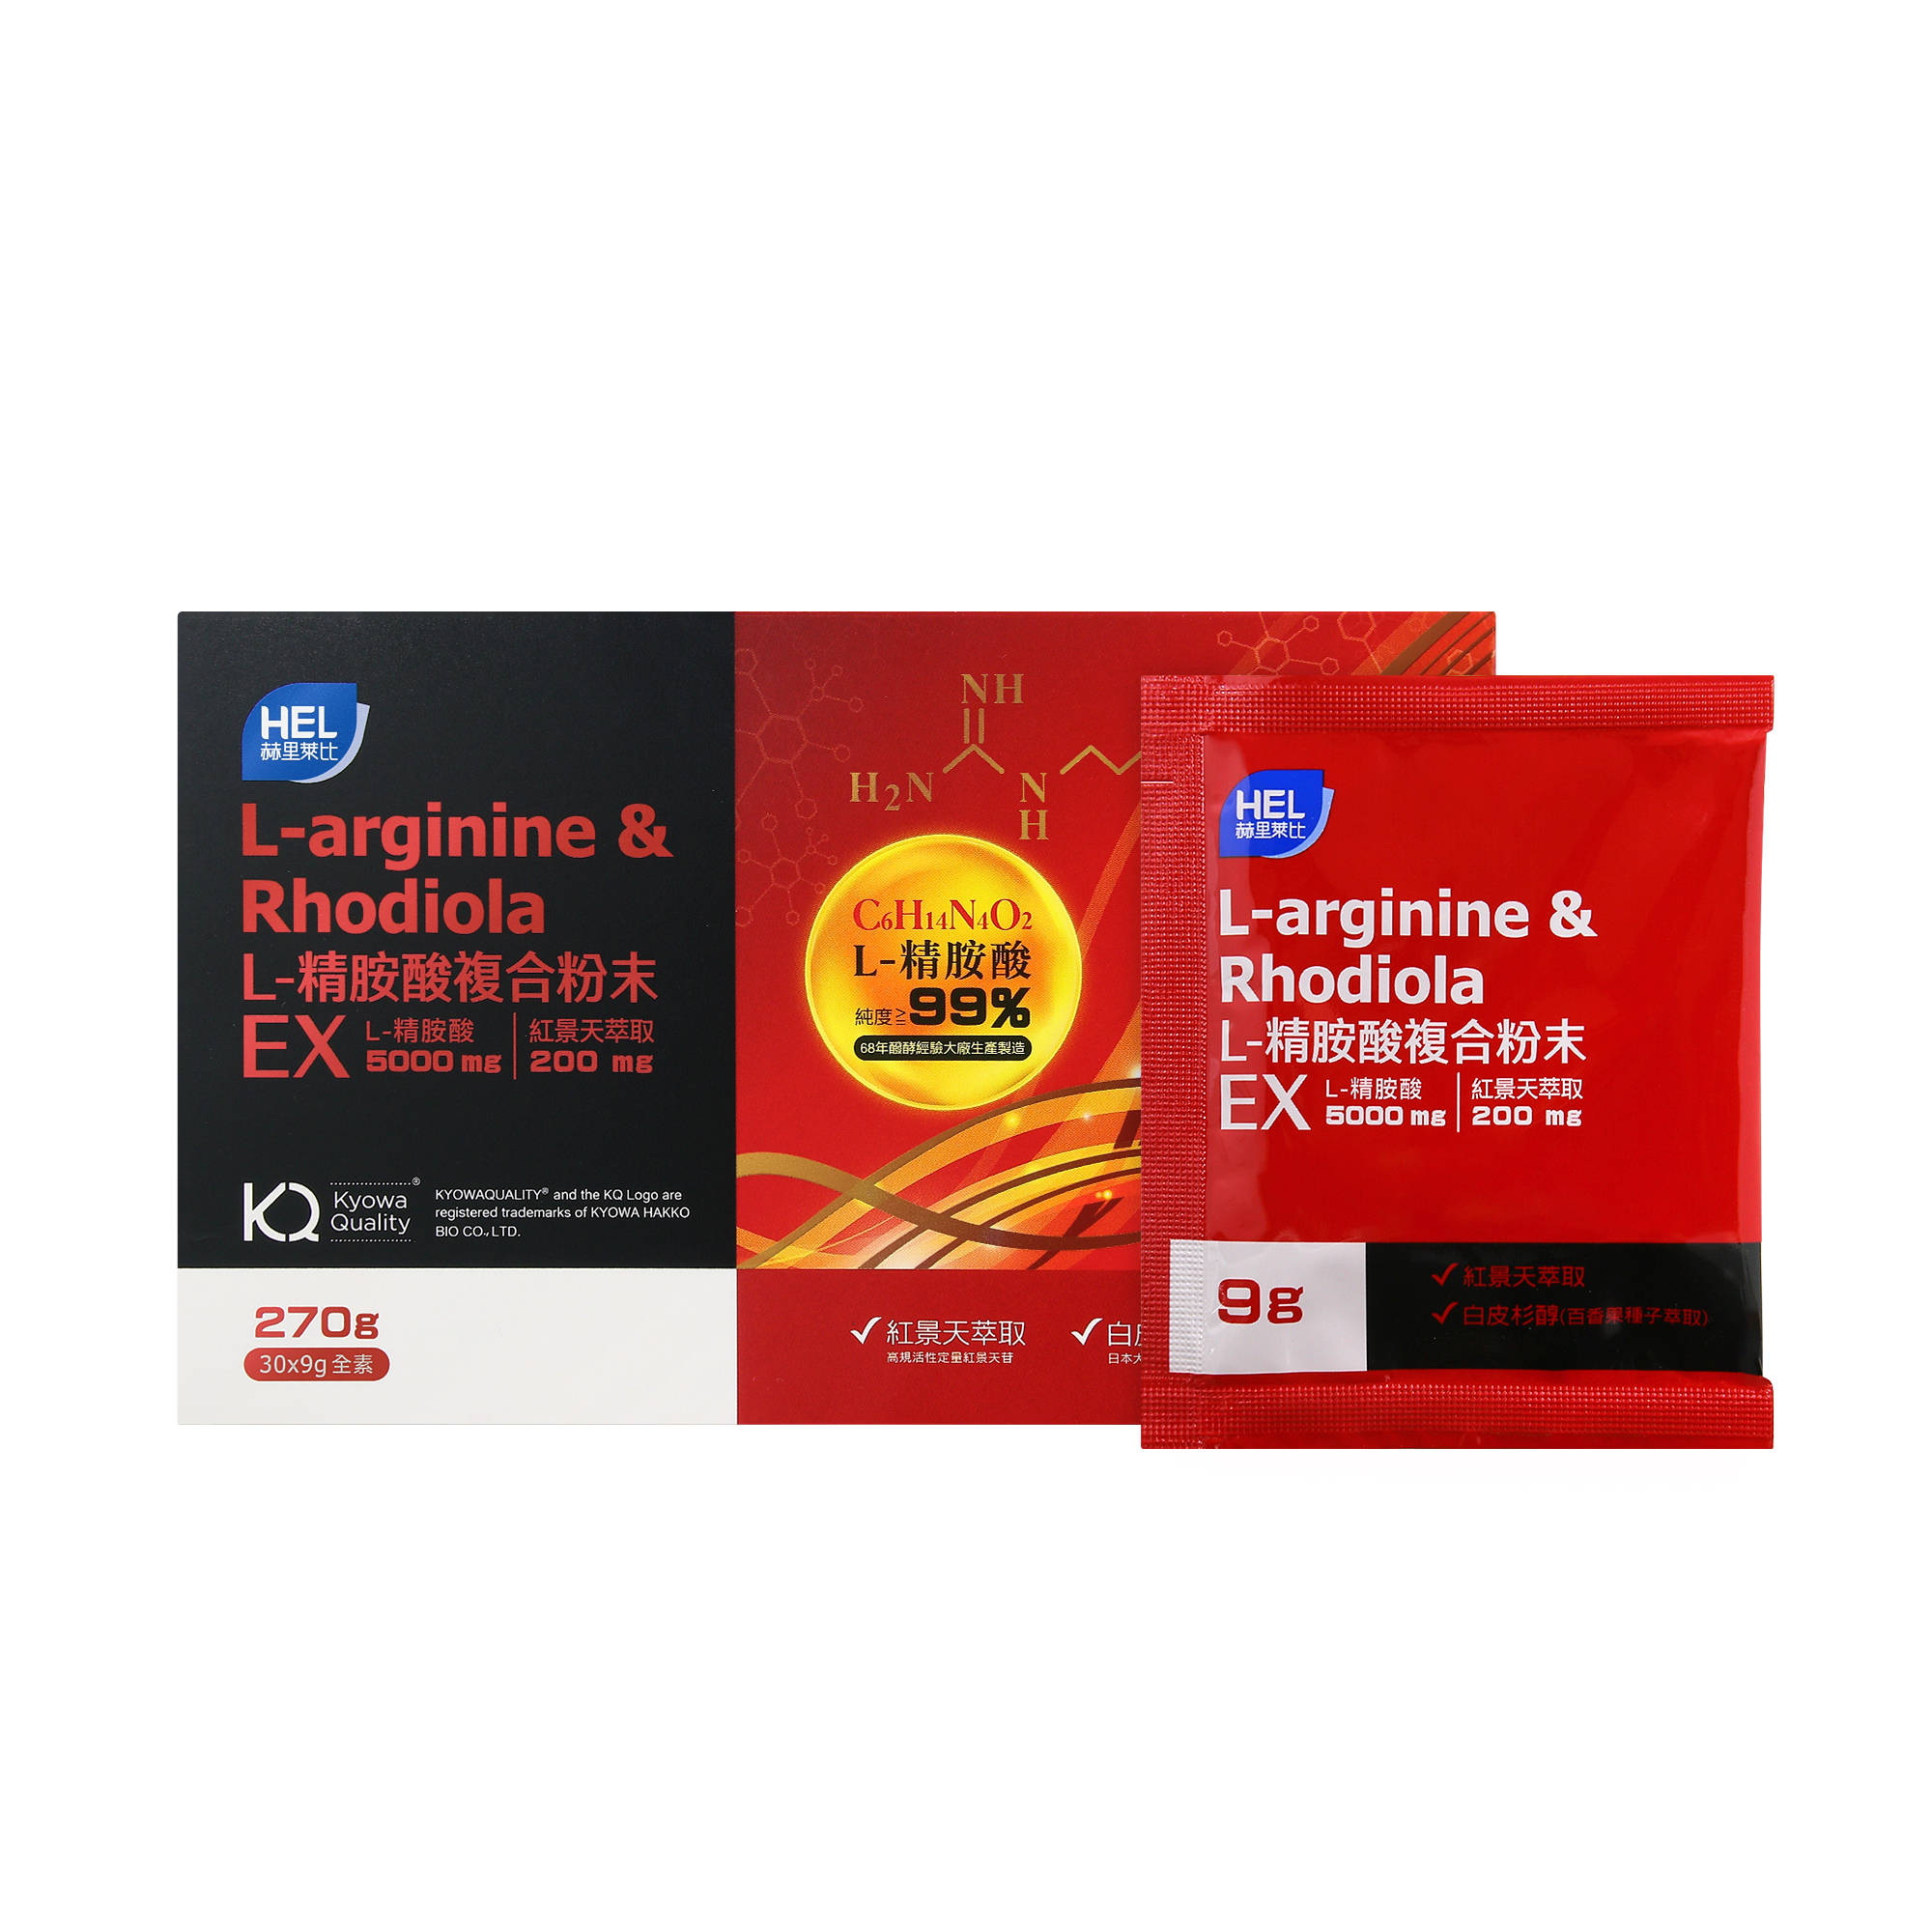 HEL
赫里萊比
L-arginine &
Rhodiola
L-精胺酸複合粉末
EX
L-精胺酸
5000 mg
紅景天萃取
200 mg
KQ
Kyowa
Quality®
KYOWAQUALITY® and the KQ Logo are
registered trademarks of KYOWA HAKKO
BIO CO., LTD.
270g
30x9g 全素
NH
H2N
N
H
C6H14N4O2
L-精胺酸
純度≧99%
68年醱酵經驗大廠生產製造
✓紅景天萃取
高規活性定量紅景天苷
✓白
日本
HEL
赫里萊比
L-arginine &
Rhodiola
L-精胺酸複合粉末
EX
L-精胺酸
5000 mg
紅景天萃取
200 mg
9g
✓紅景天萃取
✓白皮杉醇(百香果種子萃取)